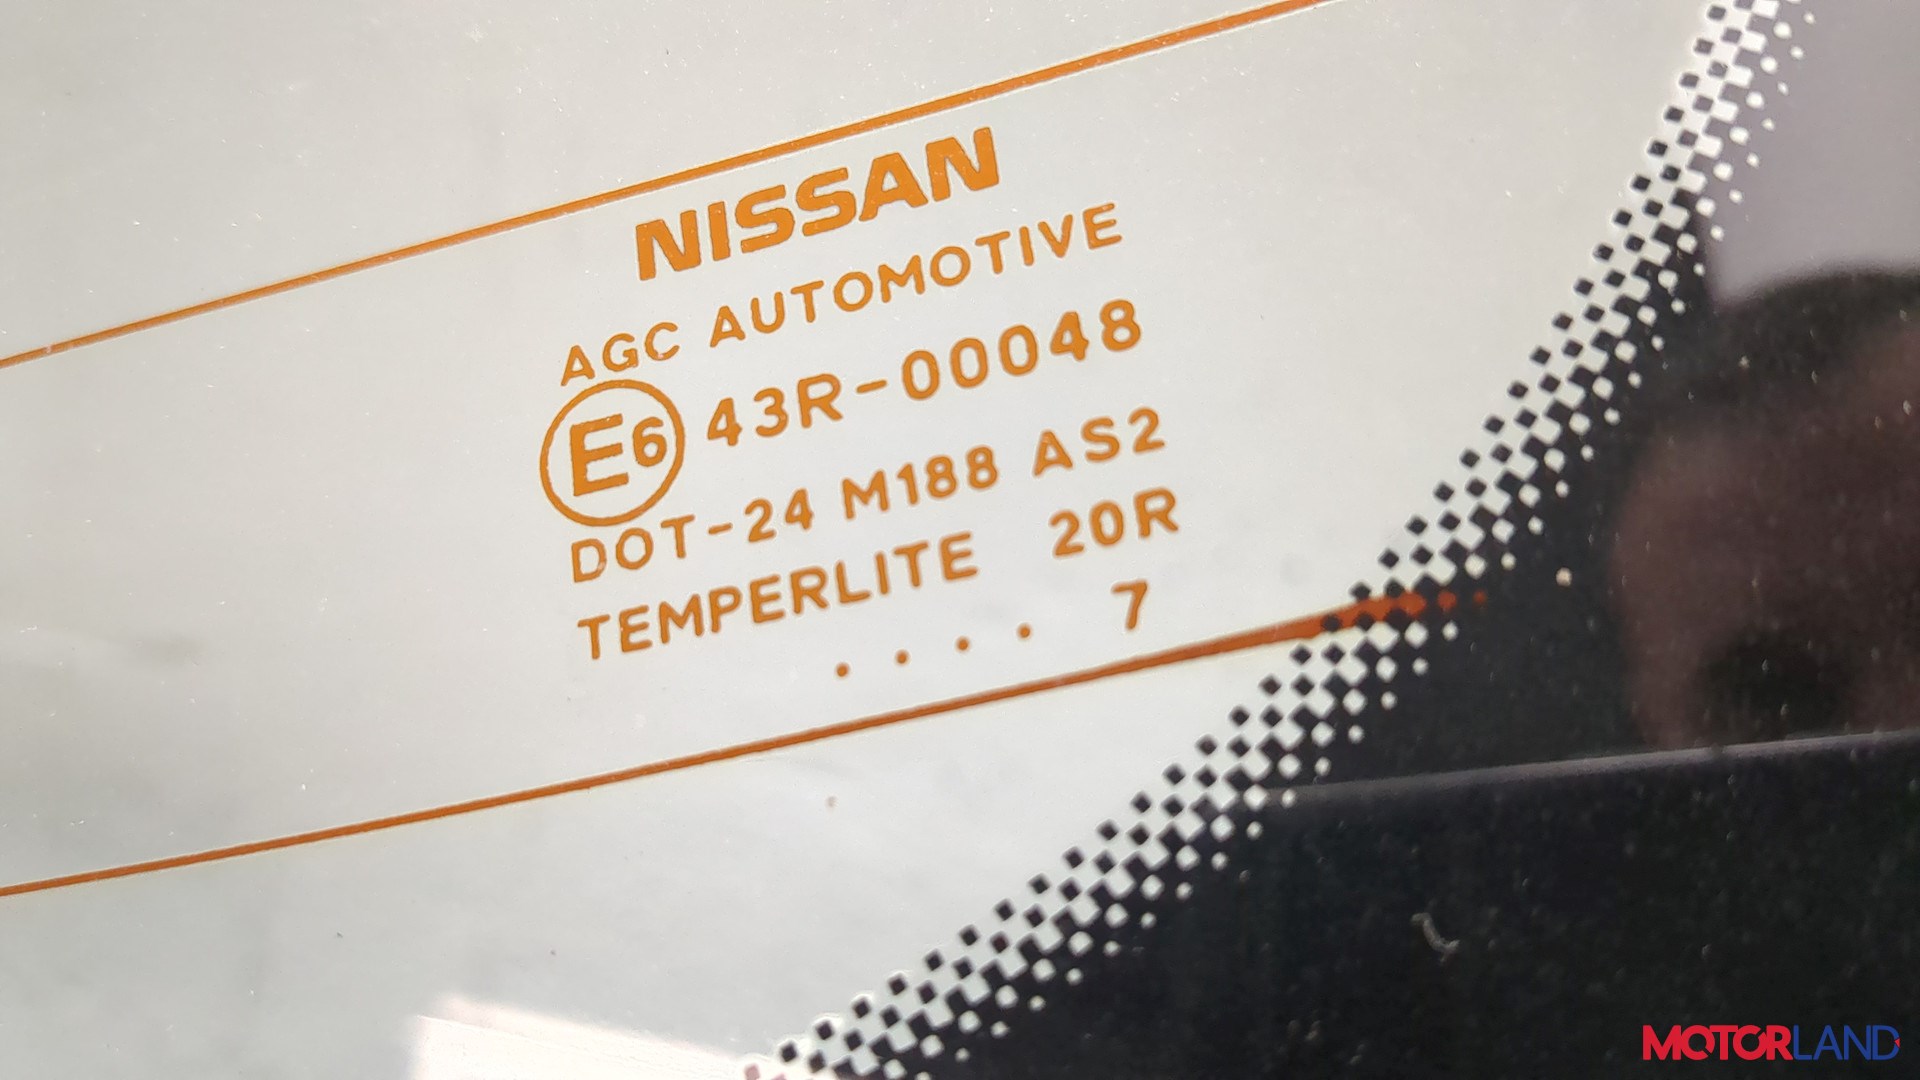 NISSAN
AGC AUTOMOTIVE
E6 43R-00048
DOT-24 M188 AS2
TEMPERLITE 20R
.... 7
MOTORLAND